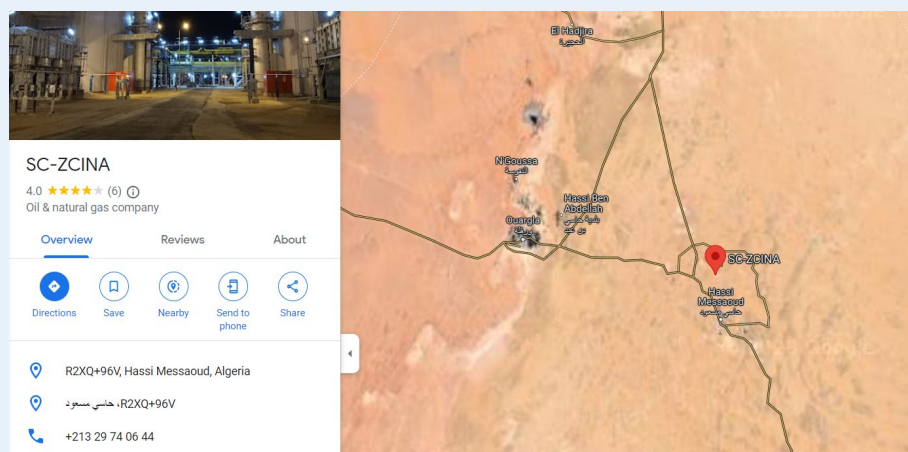 SC-ZCINA
4.0 (6)
Oil & natural gas company
Overview Reviews About
Directions Save Nearby Send to phone Share
R2XQ+96V, Hassi Messaoud, Algeria
R2XQ+96V، حاسي مسعود
+213 29 74 06 44
El Hadjira
الحجيرة
N'Goussa
Ouargla
ورقلة
Hassi Ben
Abdellah
SC-ZCINA
Hassi
Messaoud
حاسي مسعود